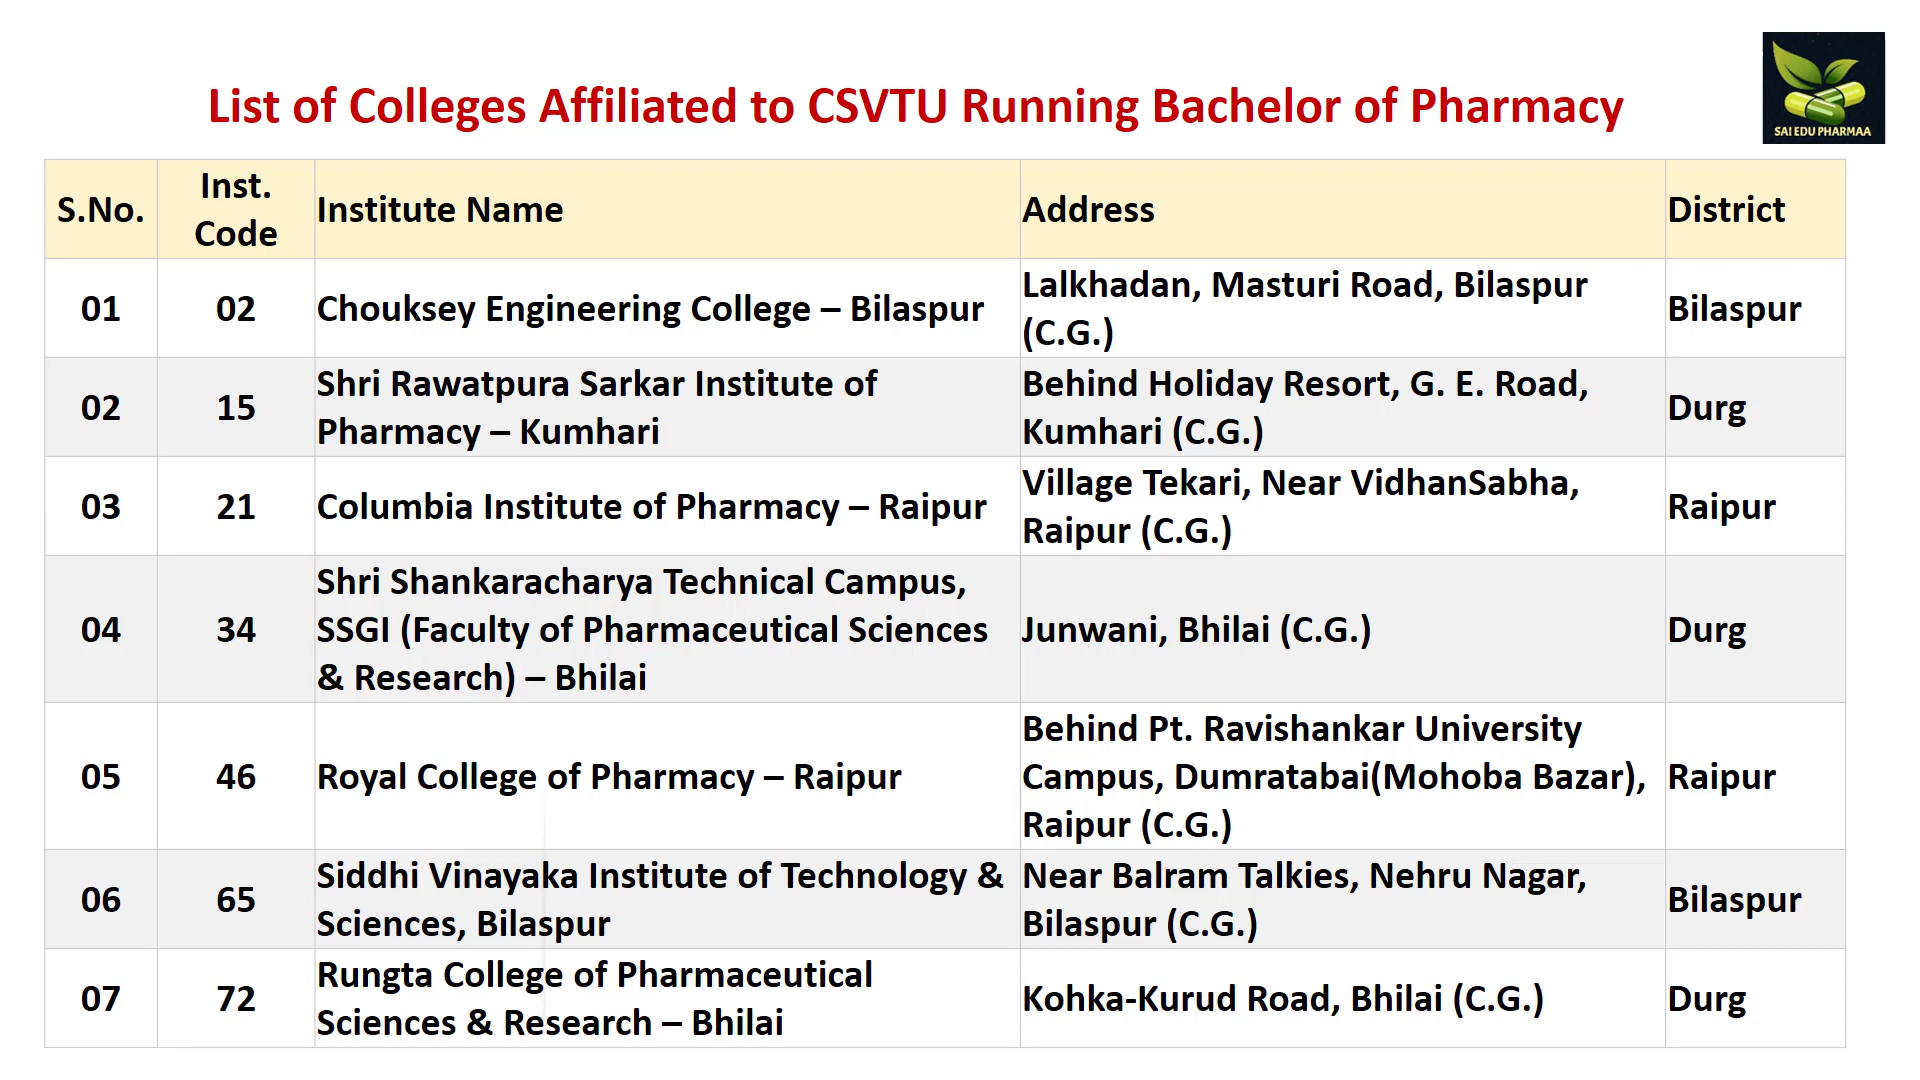 SAI EDU PHARMAA
List of Colleges Affiliated to CSVTU Running Bachelor of Pharmacy
S.No.
Inst.
Code
Institute Name
Address
District
01
02
Chouksey Engineering College – Bilaspur
Lalkhadan, Masturi Road, Bilaspur
(C.G.)
Bilaspur
02
15
Shri Rawatpura Sarkar Institute of
Pharmacy – Kumhari
Behind Holiday Resort, G. E. Road,
Kumhari (C.G.)
Durg
03
21
Columbia Institute of Pharmacy – Raipur
Village Tekari, Near VidhanSabha,
Raipur (C.G.)
Raipur
04
34
Shri Shankaracharya Technical Campus,
SSGI (Faculty of Pharmaceutical Sciences
& Research) – Bhilai
Junwani, Bhilai (C.G.)
Durg
05
46
Royal College of Pharmacy – Raipur
Behind Pt. Ravishankar University
Campus, Dumratabai(Mohoba Bazar),
Raipur (C.G.)
Raipur
06
65
Siddhi Vinayaka Institute of Technology &
Sciences, Bilaspur
Near Balram Talkies, Nehru Nagar,
Bilaspur (C.G.)
Bilaspur
07
72
Rungta College of Pharmaceutical
Sciences & Research – Bhilai
Kohka-Kurud Road, Bhilai (C.G.)
Durg